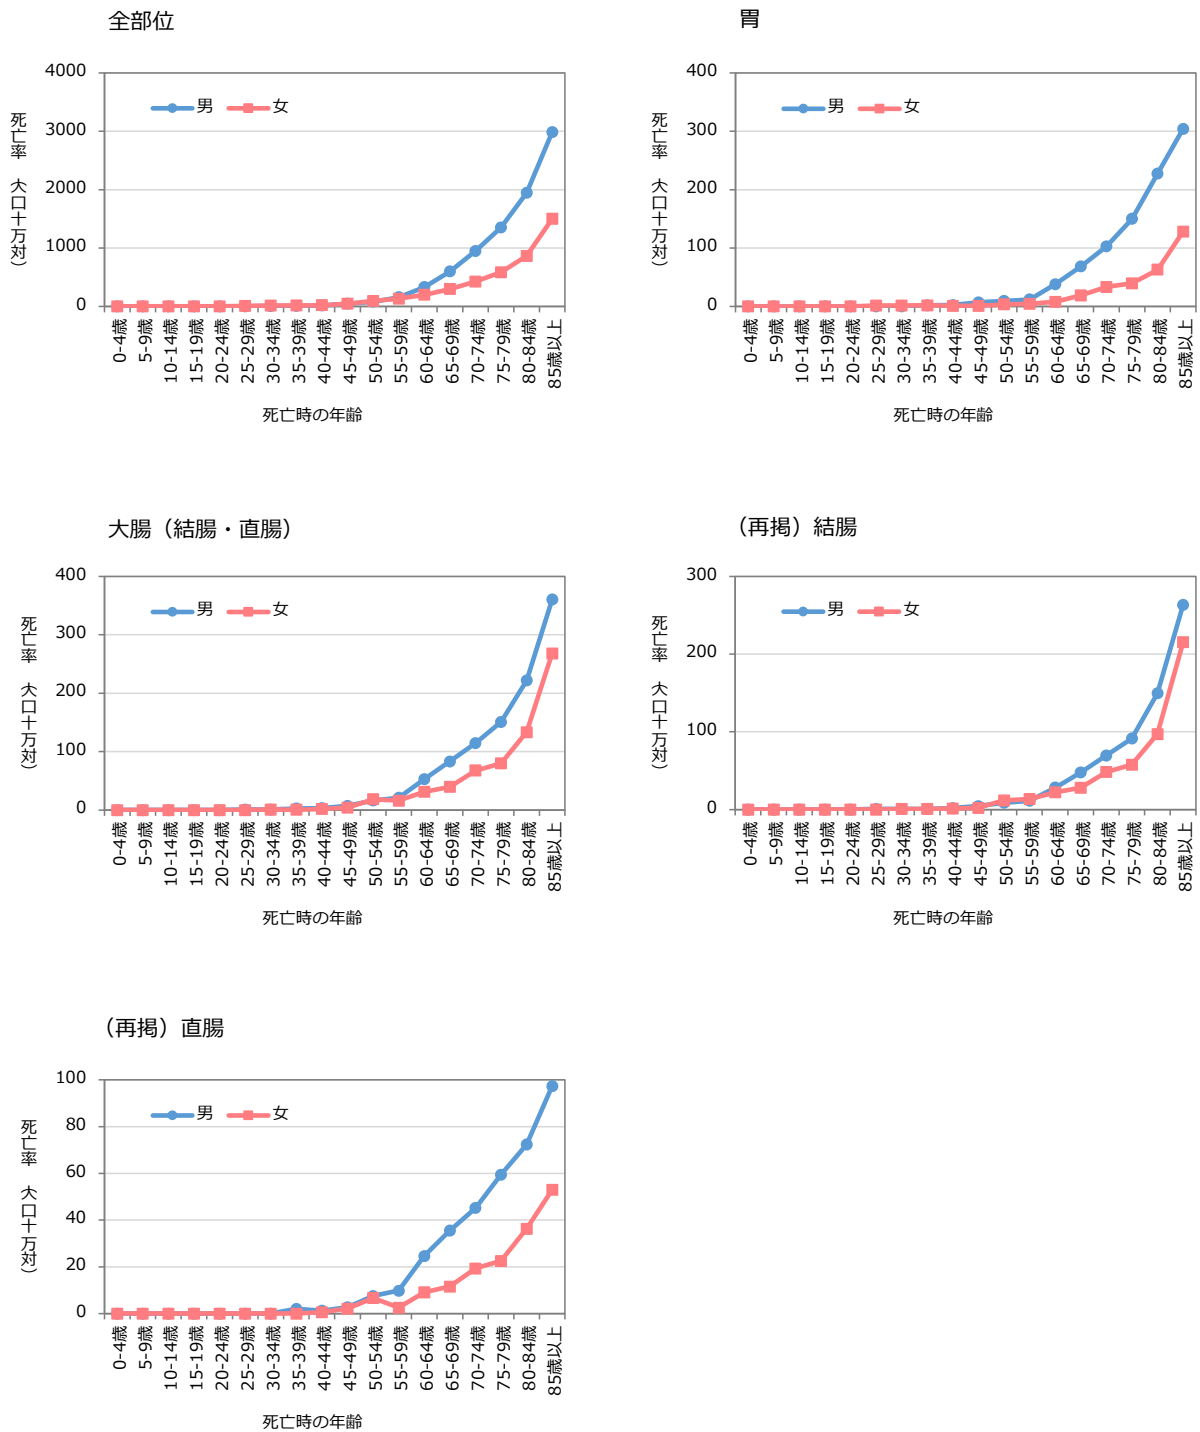 全部位
4000
3000
2000
1000
0
死亡率 人口十万対)
男
女
0-4歳
5-9歳
10-14歳
15-19歳
20-24歳
25-29歳
30-34歳
35-39歳
40-44歳
45-49歳
50-54歳
55-59歳
60-64歳
65-69歳
70-74歳
75-79歳
80-84歳
85歳以上
死亡時の年齢
胃
400
300
200
100
0
死亡率 人口十万対)
男
女
0-4歳
5-9歳
10-14歳
15-19歳
20-24歳
25-29歳
30-34歳
35-39歳
40-44歳
45-49歳
50-54歳
55-59歳
60-64歳
65-69歳
70-74歳
75-79歳
80-84歳
85歳以上
死亡時の年齢
大腸（結腸・直腸）
400
300
200
100
0
死亡率 人口十万対)
男
女
0-4歳
5-9歳
10-14歳
15-19歳
20-24歳
25-29歳
30-34歳
35-39歳
40-44歳
45-49歳
50-54歳
55-59歳
60-64歳
65-69歳
70-74歳
75-79歳
80-84歳
85歳以上
死亡時の年齢
（再掲）結腸
300
200
100
0
死亡率 人口十万対)
男
女
0-4歳
5-9歳
10-14歳
15-19歳
20-24歳
25-29歳
30-34歳
35-39歳
40-44歳
45-49歳
50-54歳
55-59歳
60-64歳
65-69歳
70-74歳
75-79歳
80-84歳
85歳以上
死亡時の年齢
（再掲）直腸
100
80
60
40
20
0
死亡率 人口十万対)
男
女
0-4歳
5-9歳
10-14歳
15-19歳
20-24歳
25-29歳
30-34歳
35-39歳
40-44歳
45-49歳
50-54歳
55-59歳
60-64歳
65-69歳
70-74歳
75-79歳
80-84歳
85歳以上
死亡時の年齢